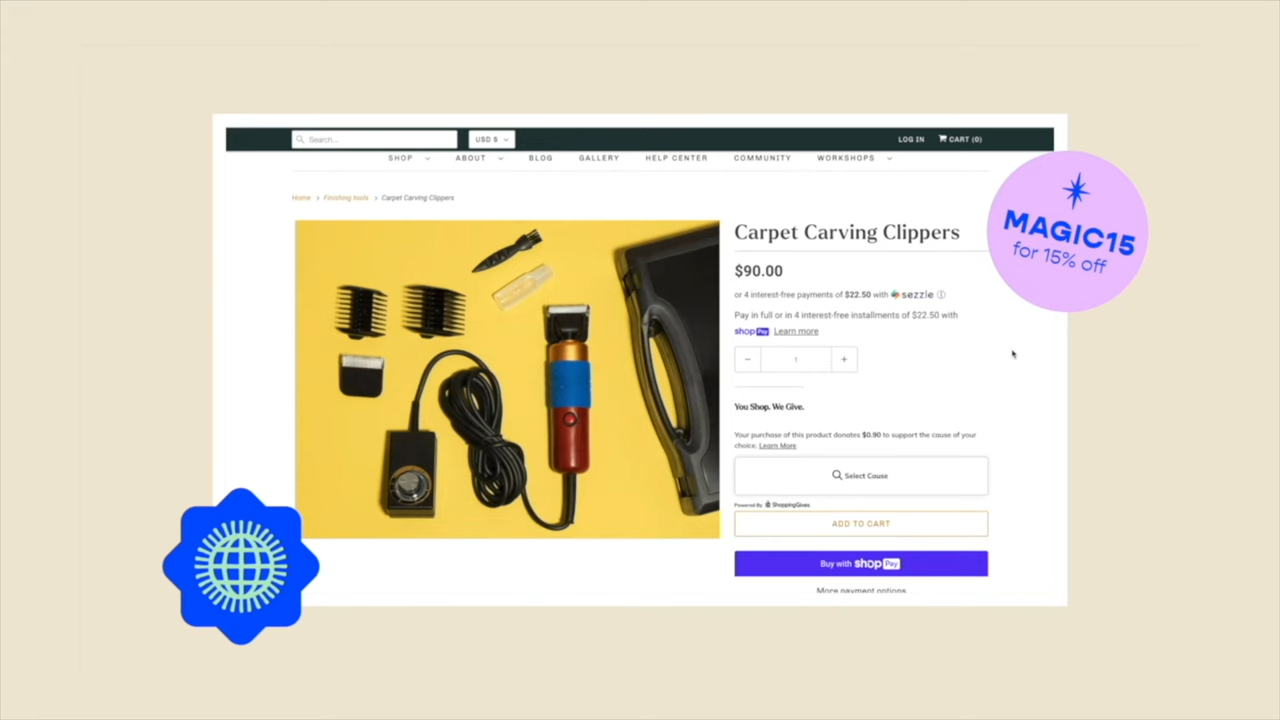 Search...
USD $
LOG IN
CART (0)
SHOP
ABOUT
BLOG
GALLERY
HELP CENTER
COMMUNITY
WORKSHOPS
Home > Finishing tools > Carpet Carving Clippers
Carpet Carving Clippers
$90.00
or 4 interest-free payments of $22.50 with sezzle
Pay in full or in 4 interest-free installments of $22.50 with
shop Pay Learn more
− 1 +
You Shop. We Give.
Your purchase of this product donates $0.90 to support the cause of your
choice. Learn More
Select Cause
Powered By ShoppingGives
ADD TO CART
Buy with shop Pay
More payment options
MAGIC15
for 15% off